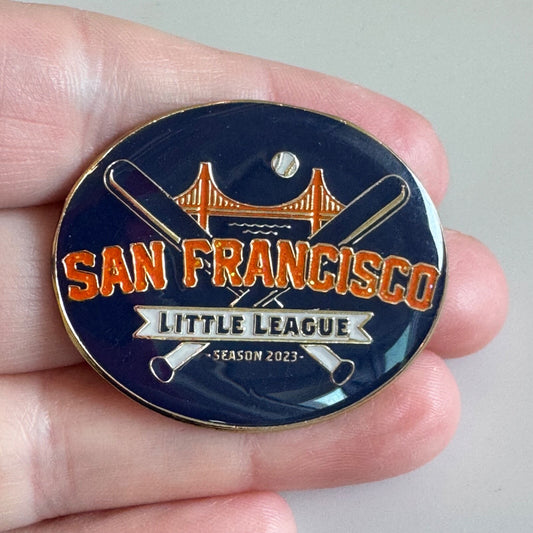 SAN FRANCISCO
LITTLE LEAGUE
-SEASON 2023-